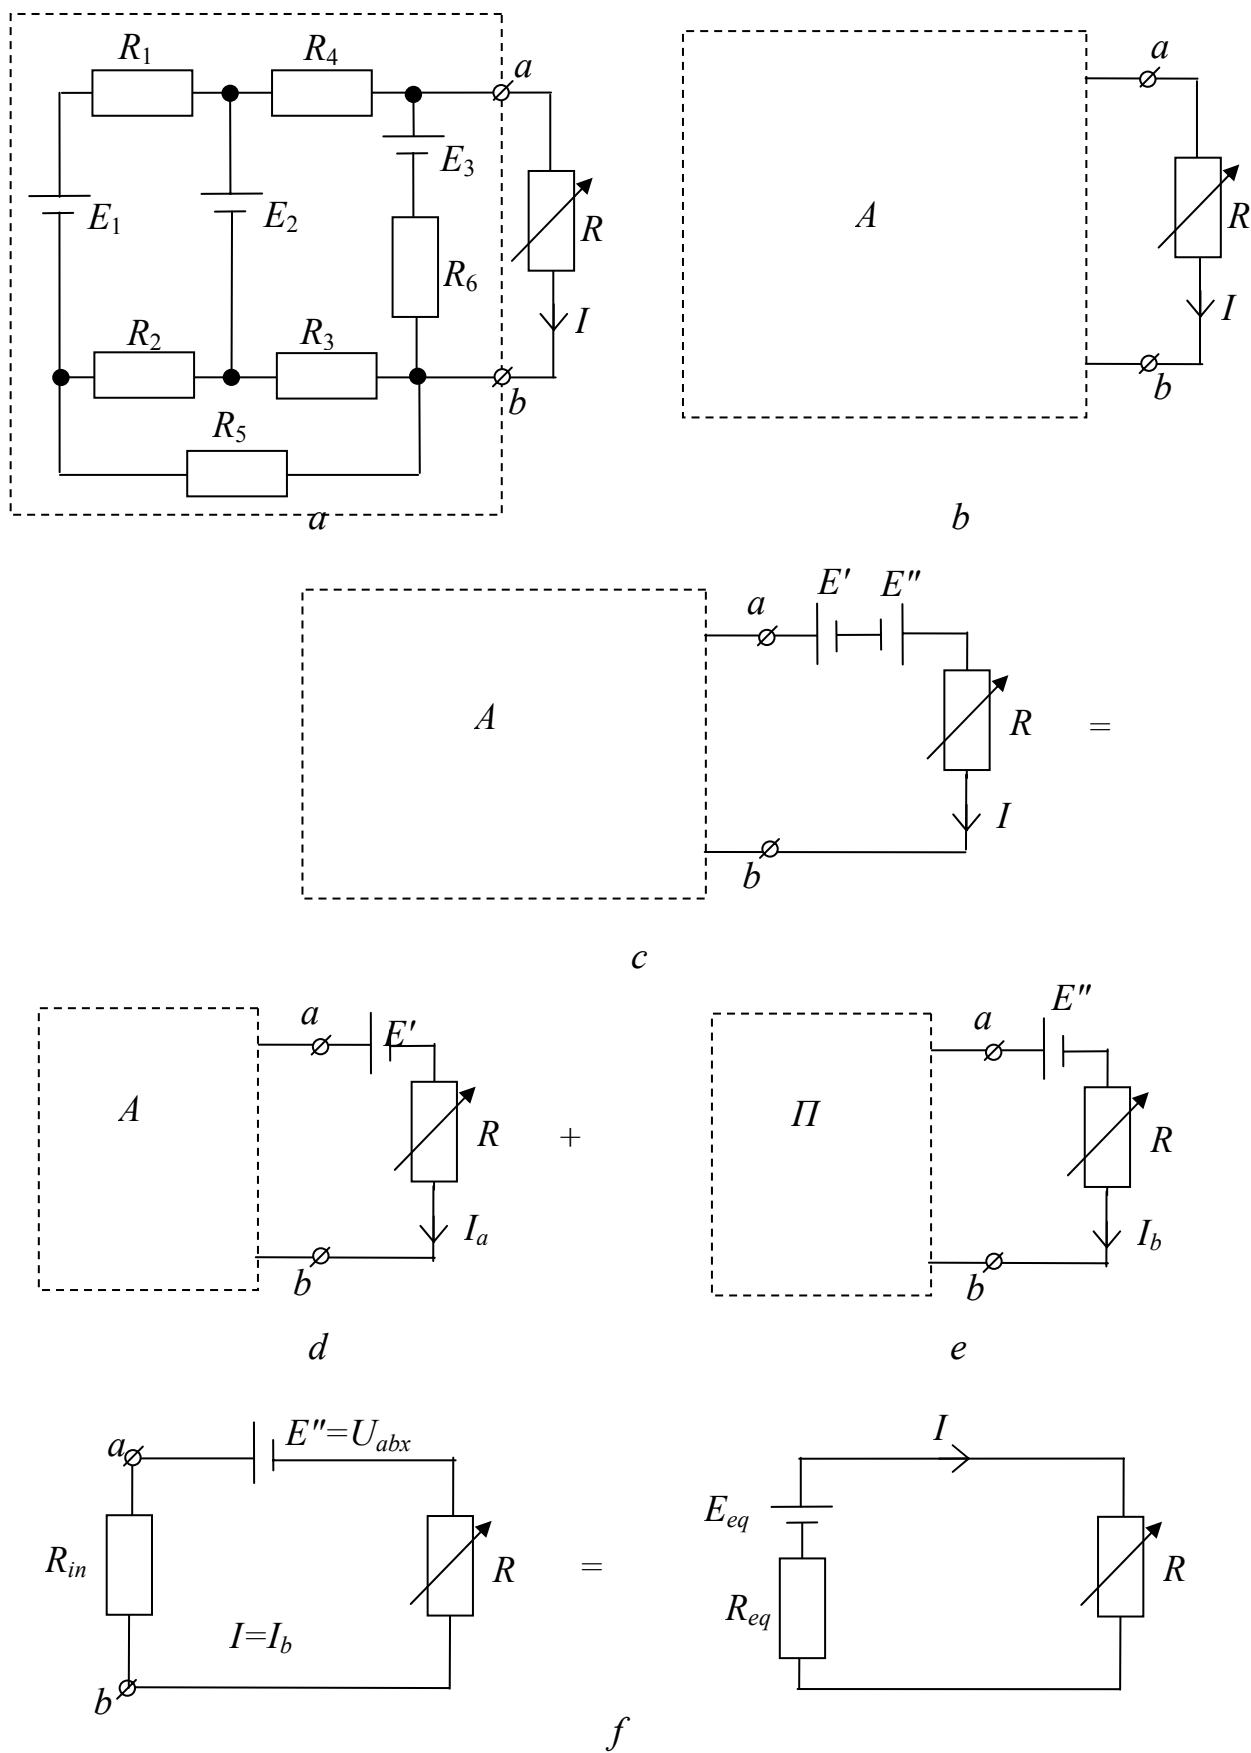 R1 R4 a
E3
E1 E2 R6 R
I
R2 R3
b
R5
a
a
A R
I
b
b
E' E"
a
A R =
I
b
c
a E'
A
R +
Ia
b
d
a E"
П
R
Ib
b
e
a E"=Uabx
Rin R =
I=Ib
b
I
Eeq
R
Req
f